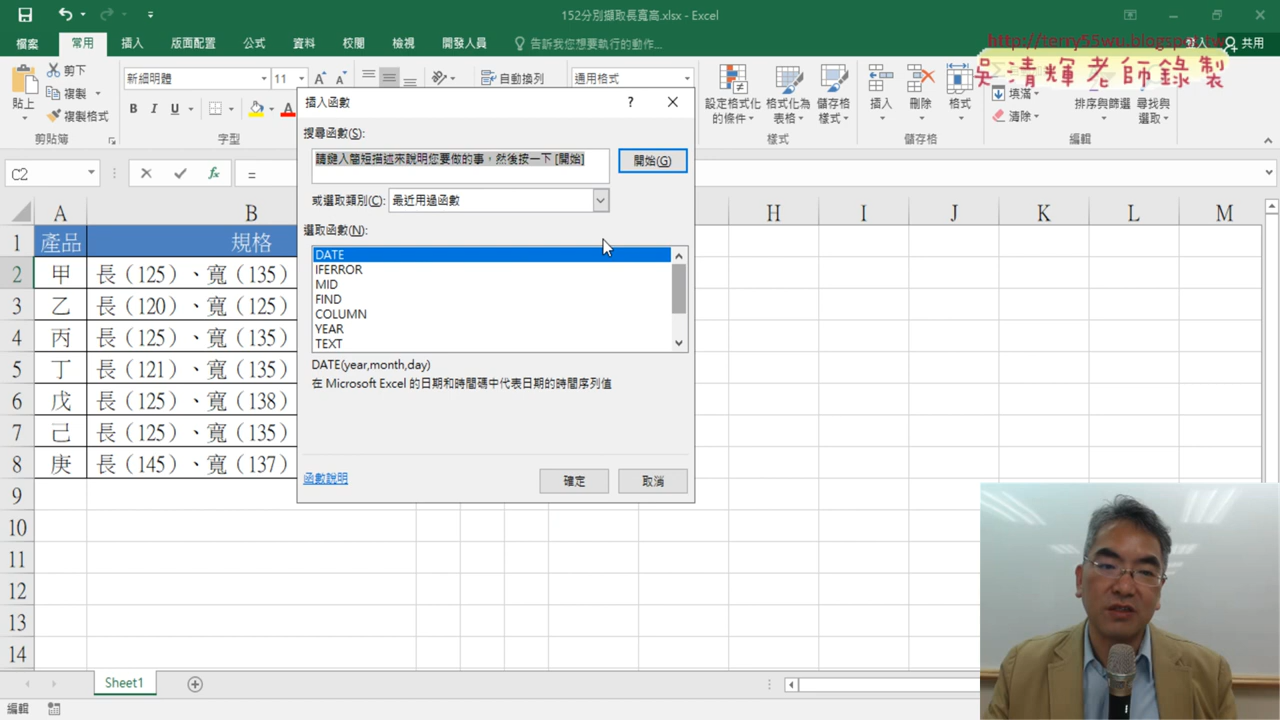 152分別擷取長寬高.xlsx - Excel
檔案 常用 插入 版面配置 公式 資料 校閱 檢視 開發人員 告訴我您想要執行的動作... 登入 共用
http://terry55wu.blogspot.tw
吳清輝老師錄製
貼上 剪下 複製 複製格式 剪貼簿
新細明體 11 B I U A 字型
自動換列 通用格式
設定格式化的條件 格式化為表格 儲存格樣式 樣式
插入 刪除 格式 儲存格
填滿 清除 排序與篩選 尋找與選取 編輯
C2 fx =
插入函數 ?
搜尋函數(S):
請鍵入簡短描述來說明您要做的事，然後按一下 [開始]
開始(G)
或選取類別(C): 最近用過函數
選取函數(N):
DATE
IFERROR
MID
FIND
COLUMN
YEAR
TEXT
DATE(year,month,day)
在 Microsoft Excel 的日期和時間碼中代表日期的時間序列值
函數說明 確定 取消
A B H I J K L M
1 產品 規格
2 甲 長（125）、寬（135）
3 乙 長（120）、寬（125）
4 丙 長（125）、寬（135）
5 丁 長（121）、寬（135）
6 戊 長（125）、寬（138）
7 己 長（125）、寬（135）
8 庚 長（145）、寬（137）
9
10
11
12
13
14
Sheet1
編輯